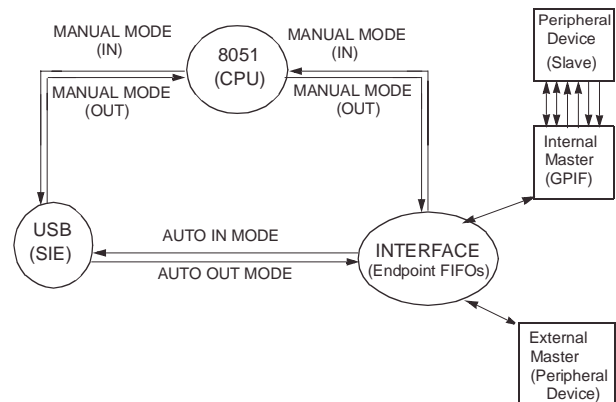 MANUAL MODE
(IN)
MANUAL MODE
(OUT)
8051
(CPU)
MANUAL MODE
(IN)
MANUAL MODE
(OUT)
Peripheral
Device
(Slave)
Internal
Master
(GPIF)
USB
(SIE)
AUTO IN MODE
AUTO OUT MODE
INTERFACE
(Endpoint FIFOs)
External
Master
(Peripheral
Device)